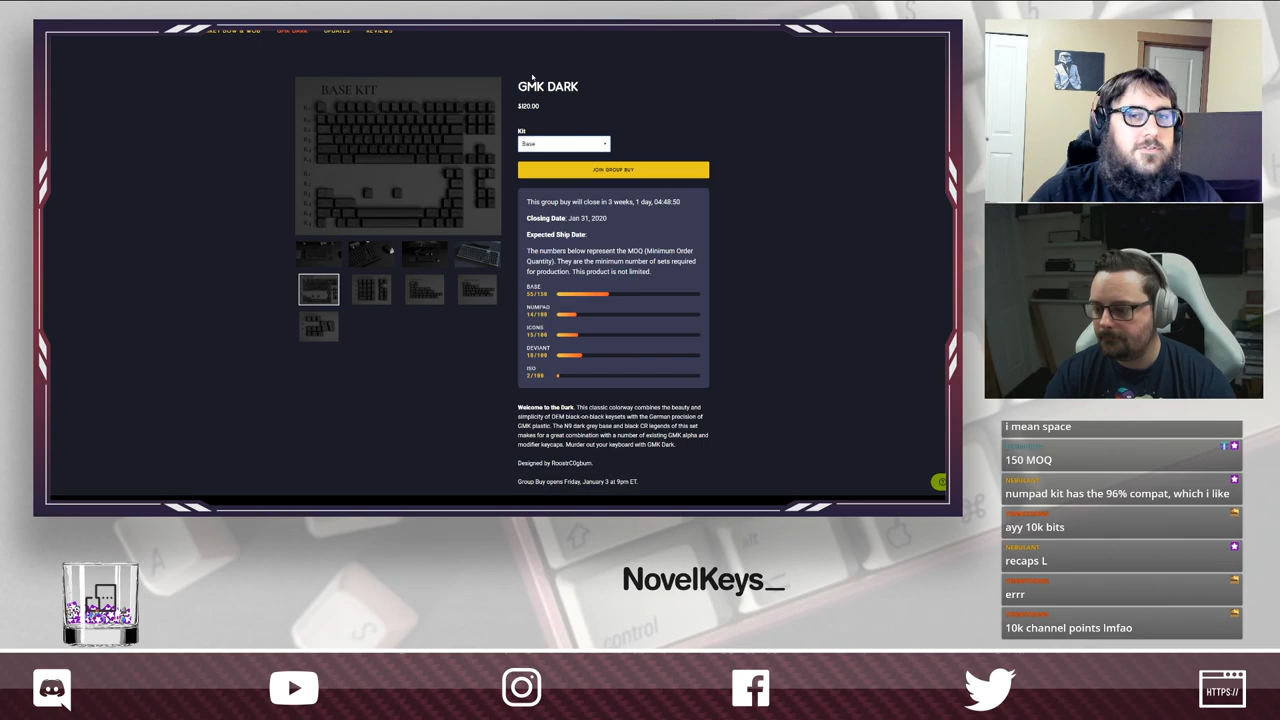 GMK DARK
UPDATES
REVIEWS
BASE KIT
GMK DARK
$120.00
Kit
Base
JOIN GROUP BUY
This group buy will close in 3 weeks, 1 day, 04:48:50
Closing Date: Jan 31, 2020
Expected Ship Date:
The numbers below represent the MOQ (Minimum Order
Quantity). They are the minimum number of sets required
for production. This product is not limited.
BASE
55/150
NUMPAD
14/100
ICONS
15/100
DEVIANT
18/100
ISO
2/100
Welcome to the Dark. This classic colorway combines the beauty and
simplicity of OEM black-on-black keysets with the German precision of
GMK plastic. The N9 dark grey base and black CR legends of this set
makes for a great combination with a number of existing GMK alpha and
modifier keycaps. Murder out your keyboard with GMK Dark.
Designed by RoostrC0gburn.
Group Buy opens Friday, January 3 at 9pm ET.
i mean space
150 MOQ
NEBULANT
numpad kit has the 96% compat, which i like
ayy 10k bits
NEBULANT
recaps L
errr
10k channel points lmfao
NovelKeys_
alt
control
HTTPS://